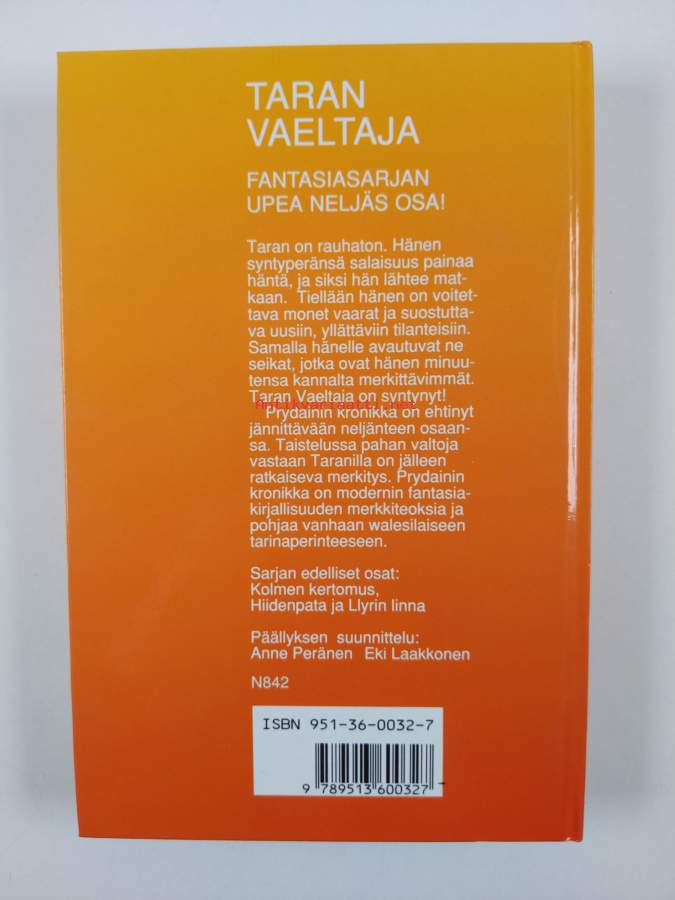 TARAN
VAELTAJA
FANTASIASARJAN
UPEA NELJÄS OSA!
Taran on rauhaton. Hänen
syntyperänsä salaisuus painaa
häntä, ja siksi hän lähtee mat-
kaan. Tiellään hänen on voitet-
tava monet vaarat ja suostutta-
va uusiin, yllättäviin tilanteisiin.
Samalla hänelle avautuvat ne
seikat, jotka ovat hänen minuu-
tensa kannalta merkittävimmät.
Taran Vaeltaja on syntynyt!
Prydainin kronikka on ehtinyt
jännittävään neljänteen osaan-
sa. Taistelussa pahan valtoja
vastaan Taranilla on jälleen
ratkaiseva merkitys. Prydainin
kronikka on modernin fantasia-
kirjallisuuden merkkiteoksia ja
pohjaa vanhaan walesilaiseen
tarinaperinteeseen.
Sarjan edelliset osat:
Kolmen kertomus,
Hiidenpata ja Llyrin linna
Päällyksen suunnittelu:
Anne Peränen Eki Laakkonen
N842
ISBN 951-36-0032-7
9 789513 600327